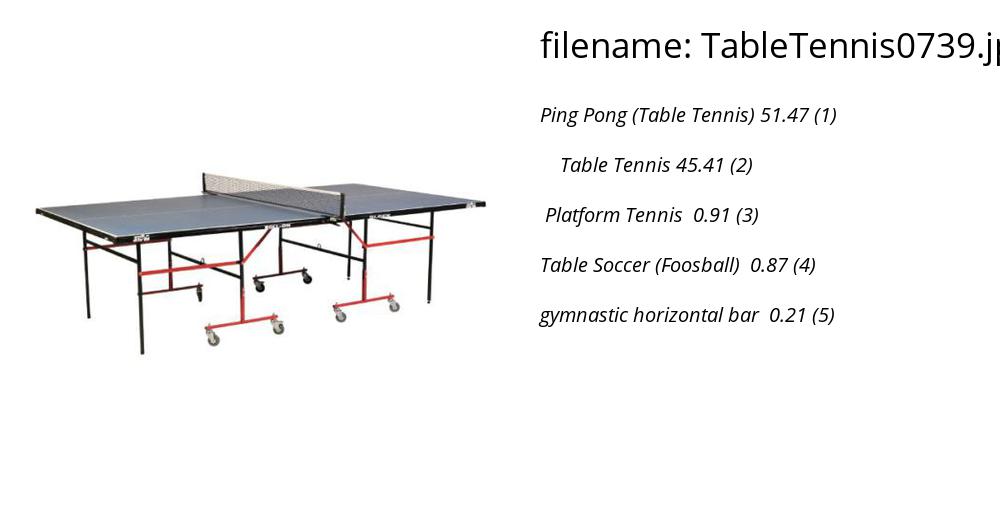 filename: TableTennis0739.jp
Ping Pong (Table Tennis) 51.47 (1)
Table Tennis 45.41 (2)
Platform Tennis 0.91 (3)
Table Soccer (Foosball) 0.87 (4)
gymnastic horizontal bar 0.21 (5)